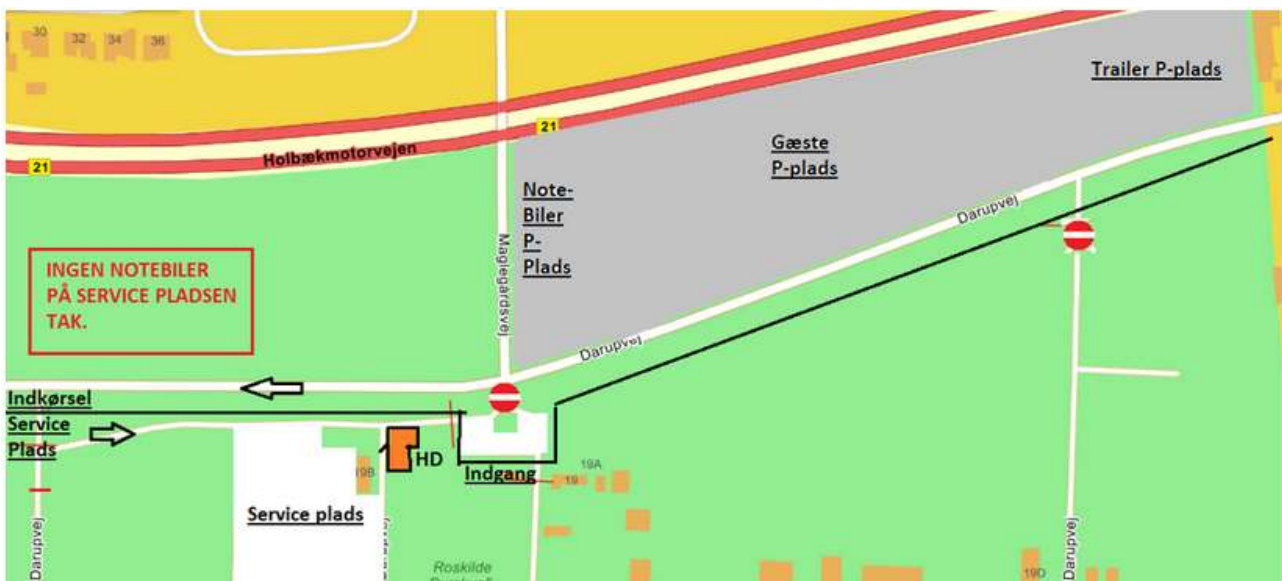 30
32
34
36
21
Holbækmotorvejen
21
Trailer P-plads
Gæste
P-plads
Note-
Biler
P-
Plads
Maglegårdsvej
Darupvej
Darupvej
INGEN NOTEBILER
PÅ SERVICE PLADSEN
TAK.
Indkørsel
Service
Plads
HD
Indgang
19B
19A
19
Service plads
Darupvej
Darupvej
Darupvej
Roskilde
19D